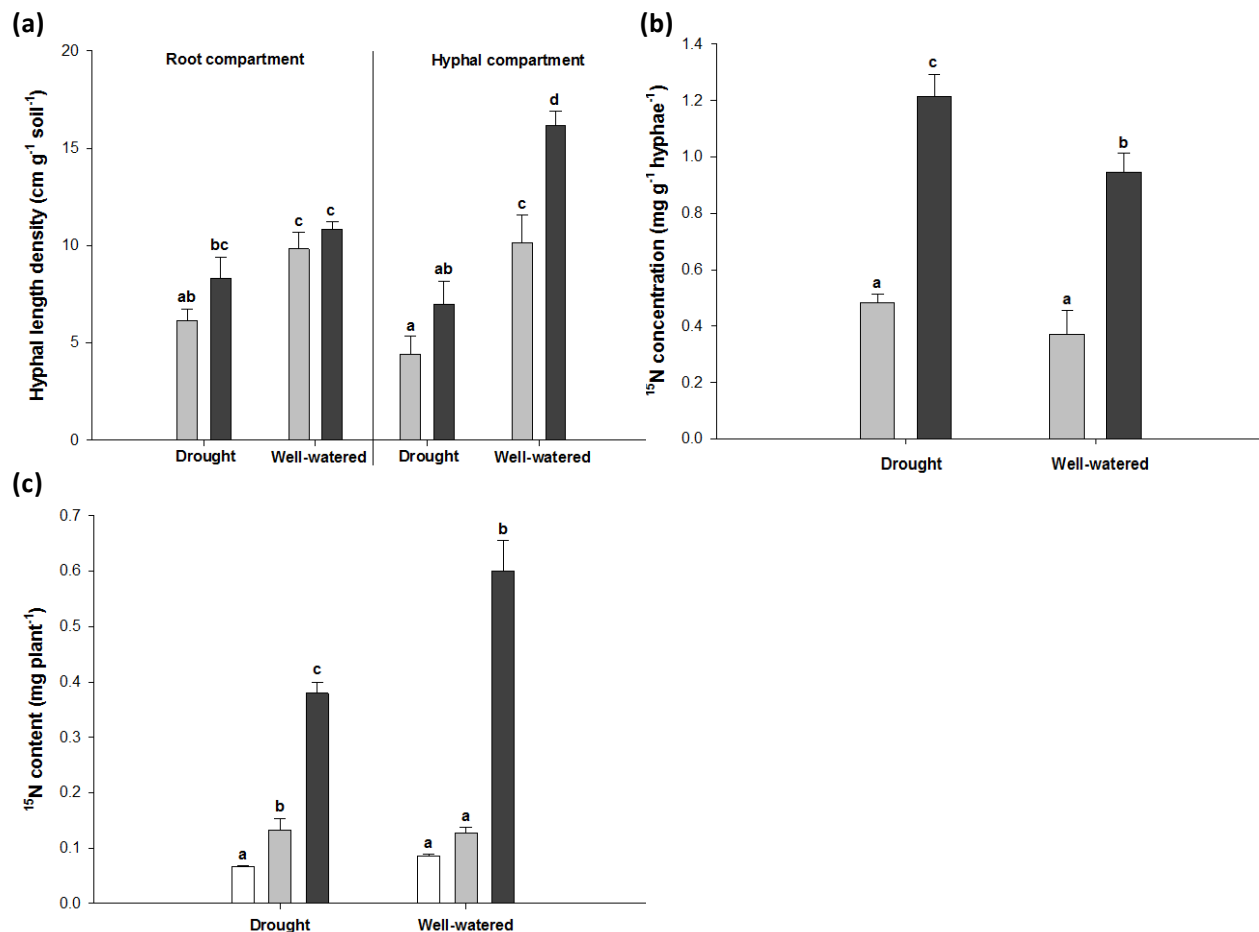 (a)
Hyphal length density (cm g⁻¹ soil⁻¹)
20
15
10
5
0
Root compartment
Hyphal compartment
ab
bc
c
c
a
ab
c
d
Drought
Well-watered
Drought
Well-watered
(b)
¹⁵N concentration (mg g⁻¹ hyphae⁻¹)
1.4
1.2
1.0
0.8
0.6
0.4
0.2
0.0
a
c
a
b
Drought
Well-watered
(c)
¹⁵N content (mg plant⁻¹)
0.7
0.6
0.5
0.4
0.3
0.2
0.1
0.0
a
b
c
a
a
b
Drought
Well-watered